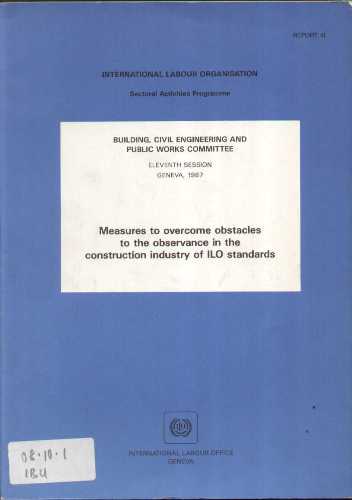 REPORT II
INTERNATIONAL LABOUR ORGANISATION
Sectoral Activities Programme
BUILDING, CIVIL ENGINEERING AND
PUBLIC WORKS COMMITTEE
ELEVENTH SESSION
GENEVA, 1987
Measures to overcome obstacles
to the observance in the
construction industry of ILO standards
08.10.1
IBU
INTERNATIONAL LABOUR OFFICE
GENEVA